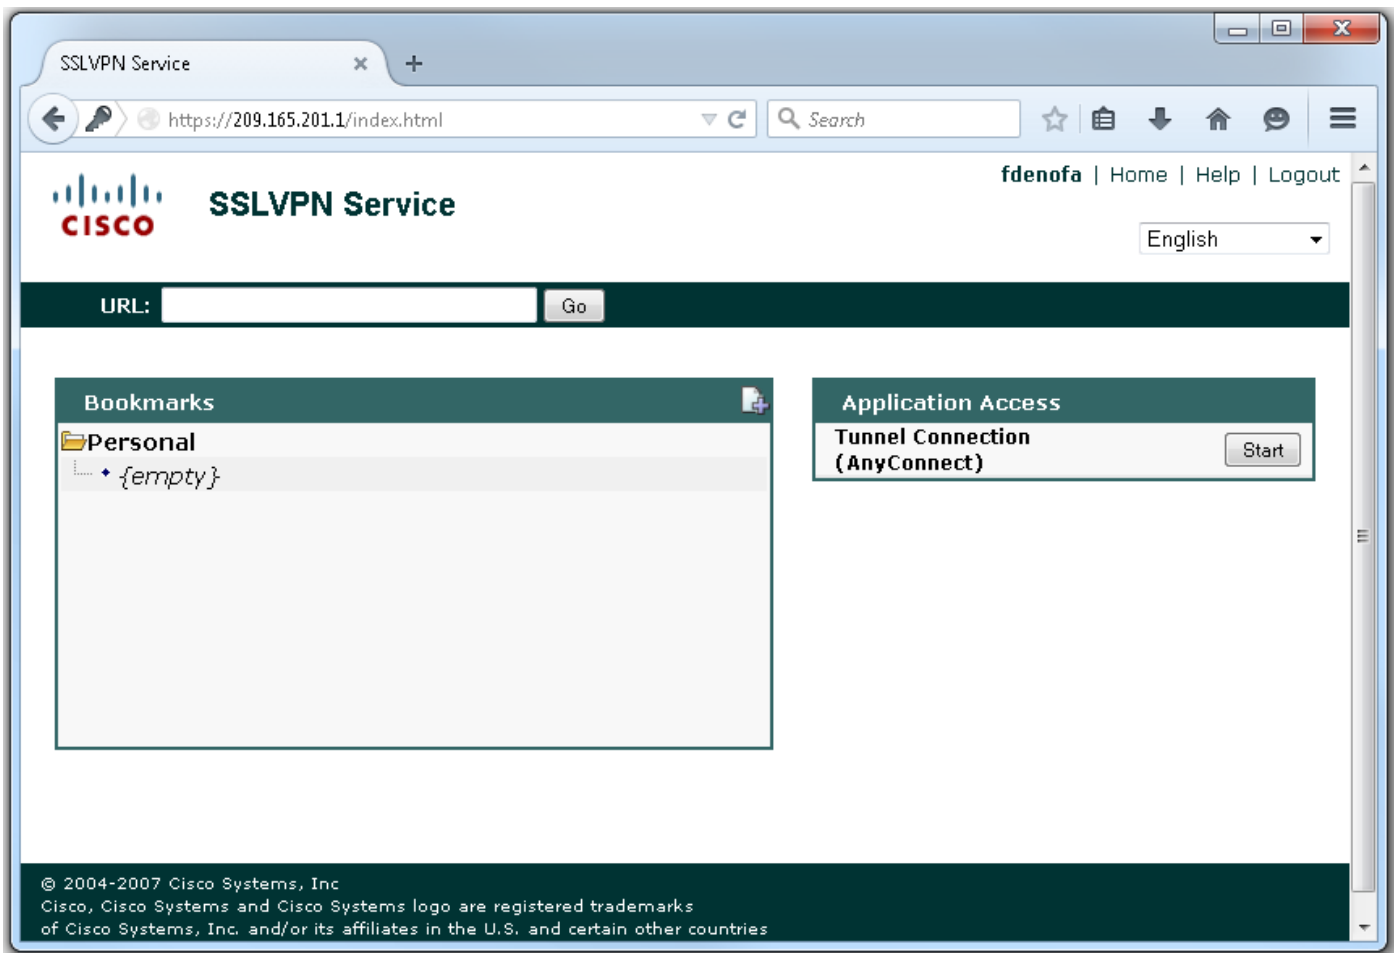 SSLVPN Service
https://209.165.201.1/index.html
Search
CISCO
SSLVPN Service
fdenofa | Home | Help | Logout
English
URL:
Go
Bookmarks
Personal
{empty}
Application Access
Tunnel Connection
(AnyConnect)
Start
© 2004-2007 Cisco Systems, Inc
Cisco, Cisco Systems and Cisco Systems logo are registered trademarks
of Cisco Systems, Inc. and/or its affiliates in the U.S. and certain other countries